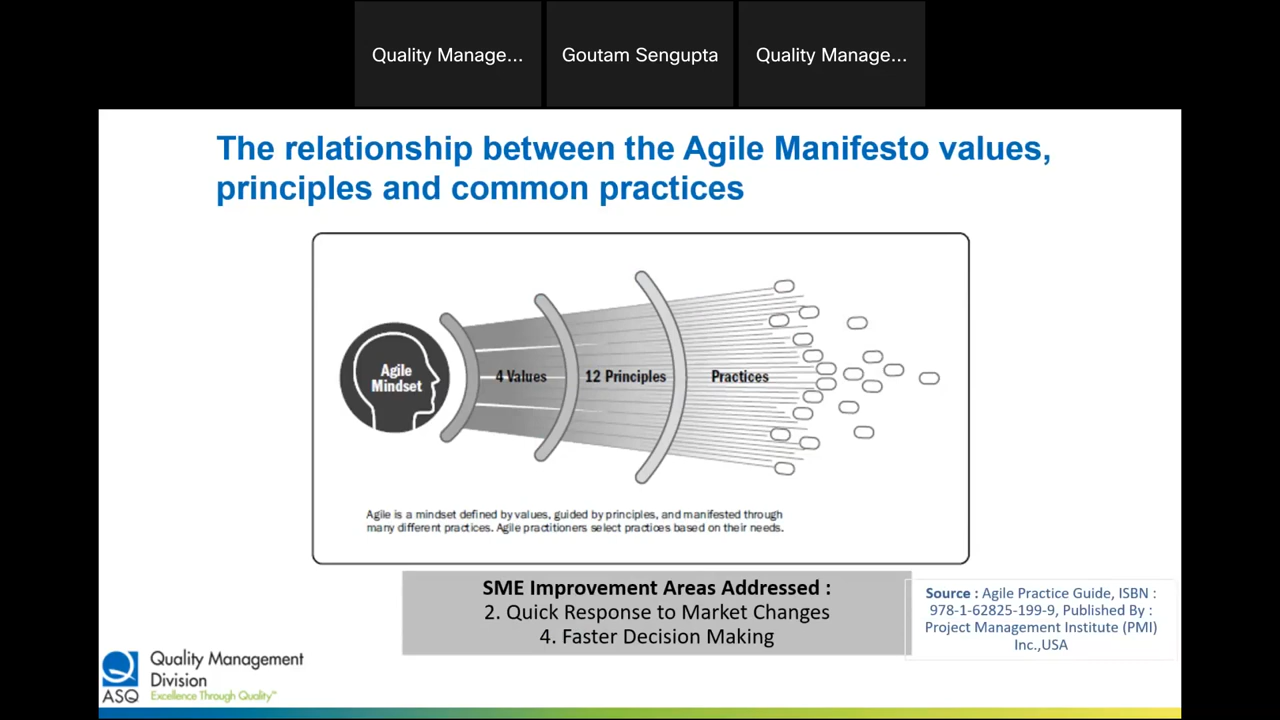 Quality Manage...
Goutam Sengupta
Quality Manage...
The relationship between the Agile Manifesto values,
principles and common practices
Agile
Mindset
4 Values
12 Principles
Practices
Agile is a mindset defined by values, guided by principles, and manifested through
many different practices. Agile practitioners select practices based on their needs.
SME Improvement Areas Addressed :
2. Quick Response to Market Changes
4. Faster Decision Making
Source : Agile Practice Guide, ISBN :
978-1-62825-199-9, Published By :
Project Management Institute (PMI)
Inc.,USA
Quality Management
Division
Excellence Through Quality™
ASQ